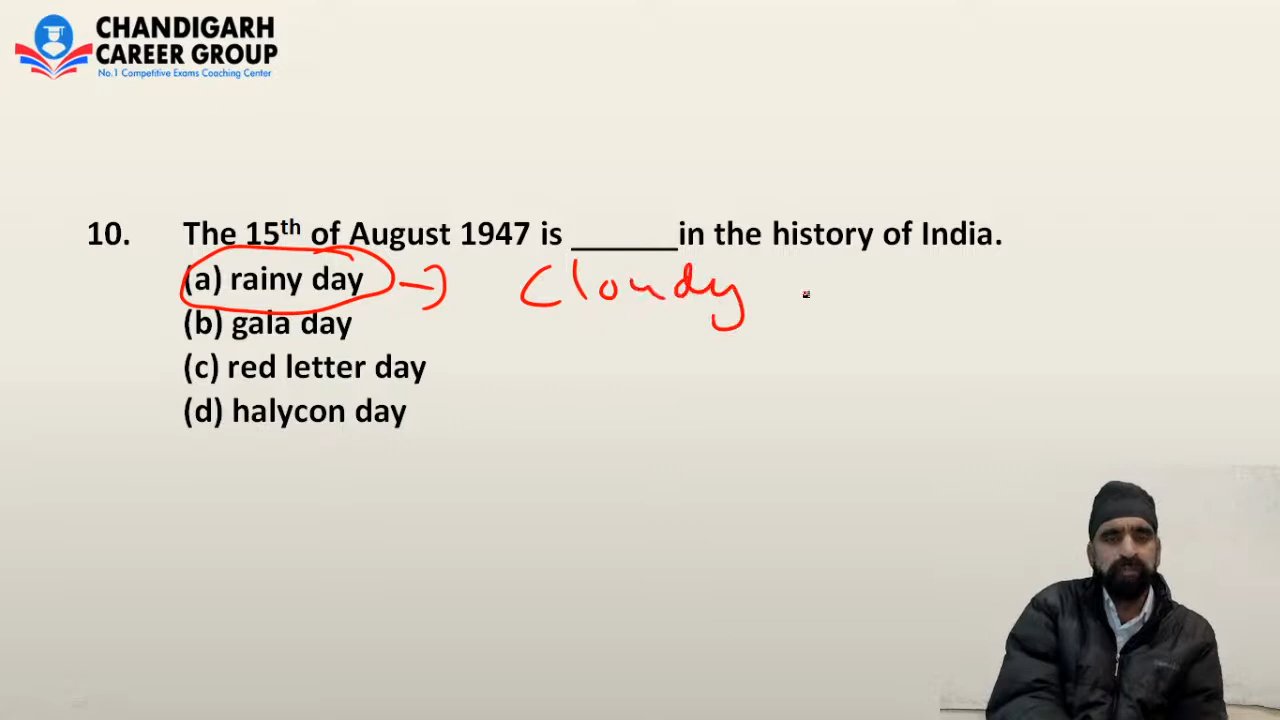 CHANDIGARH
CAREER GROUP
No.1 Competitive Exams Coaching Center
10. The 15th of August 1947 is ______in the history of India.
(a) rainy day → Cloudy
(b) gala day
(c) red letter day
(d) halycon day